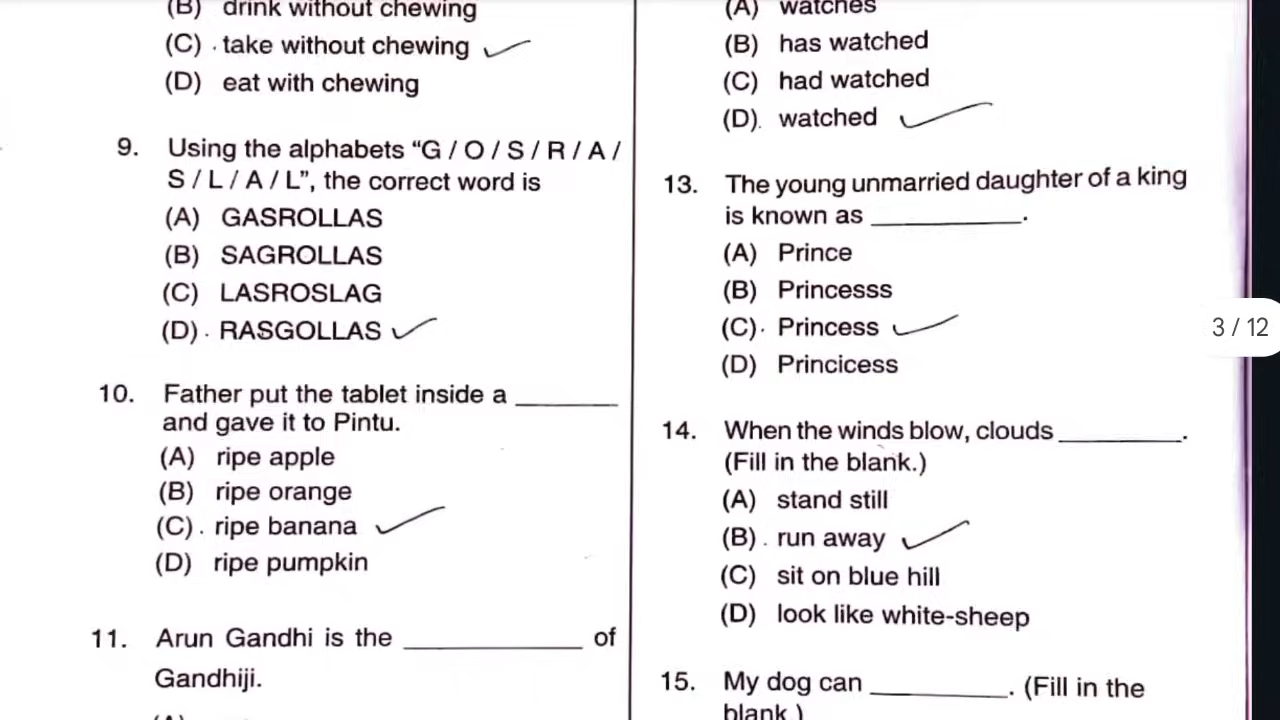 (B) drink without chewing
(C) . take without chewing
(D) eat with chewing
9. Using the alphabets “G / O / S / R / A /
S / L / A / L”, the correct word is
(A) GASROLLAS
(B) SAGROLLAS
(C) LASROSLAG
(D) . RASGOLLAS
10. Father put the tablet inside a ________
and gave it to Pintu.
(A) ripe apple
(B) ripe orange
(C) . ripe banana
(D) ripe pumpkin
11. Arun Gandhi is the ______________ of
Gandhiji.
(A)
(A) watches
(B) has watched
(C) had watched
(D). watched
13. The young unmarried daughter of a king
is known as ____________.
(A) Prince
(B) Princesss
(C) . Princess
(D) Princicess
14. When the winds blow, clouds __________.
(Fill in the blank.)
(A) stand still
(B) . run away
(C) sit on blue hill
(D) look like white-sheep
15. My dog can ___________. (Fill in the
blank.)
3 / 12